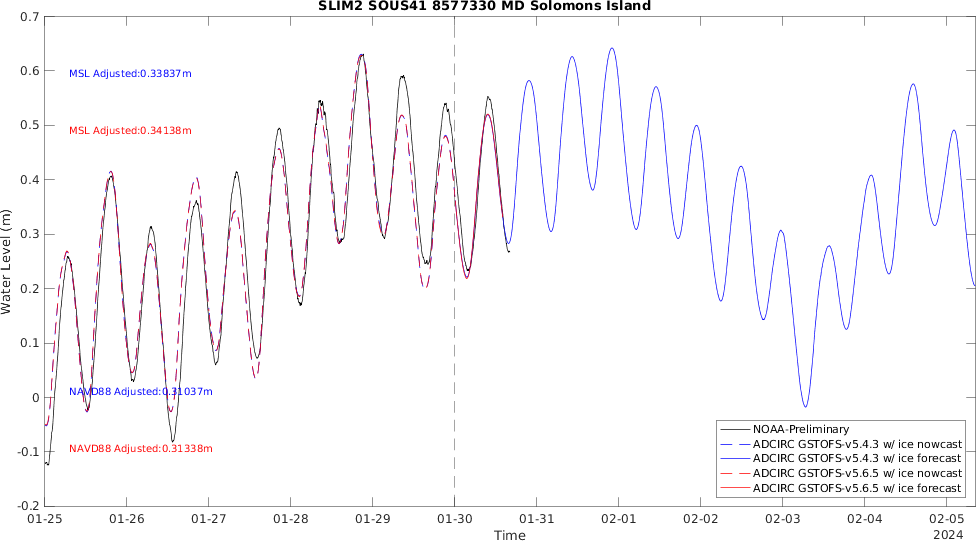 SLIM2 SOUS41 8577330 MD Solomons Island
0.7
0.6
0.5
0.4
0.3
0.2
0.1
0
-0.1
-0.2
Water Level (m)
MSL Adjusted:0.33837m
MSL Adjusted:0.34138m
NAVD88 Adjusted:0.31037m
NAVD88 Adjusted:0.31338m
NOAA-Preliminary
ADCIRC GSTOFS-v5.4.3 w/ ice nowcast
ADCIRC GSTOFS-v5.4.3 w/ ice forecast
ADCIRC GSTOFS-v5.6.5 w/ ice nowcast
ADCIRC GSTOFS-v5.6.5 w/ ice forecast
01-25 01-26 01-27 01-28 01-29 01-30 01-31 02-01 02-02 02-03 02-04 02-05
2024
Time